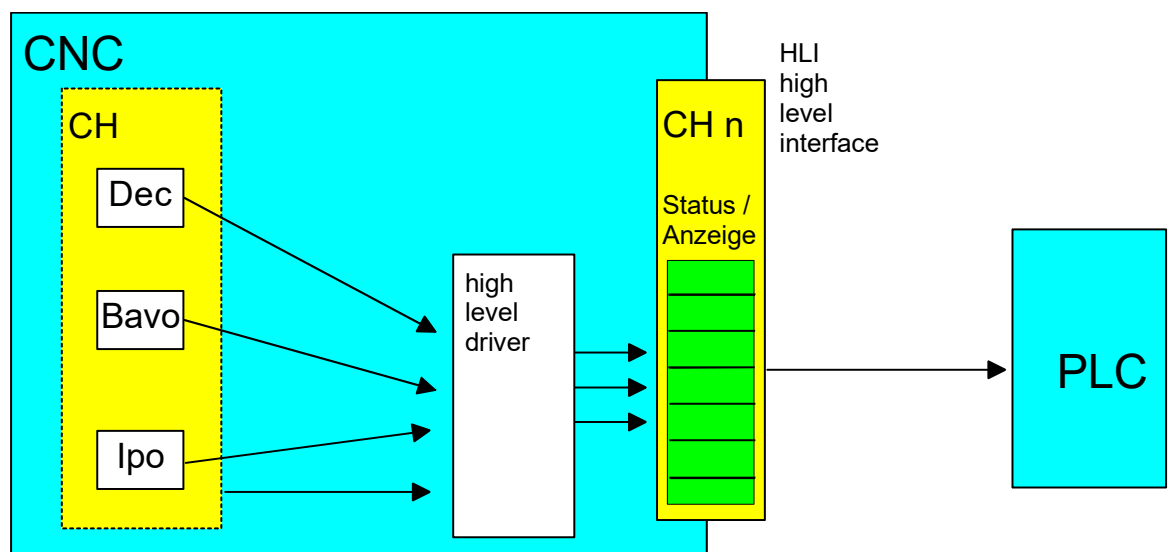 CNC
CH
Dec
Bavo
Ipo
high
level
driver
CH n
Status /
Anzeige
HLI
high
level
interface
PLC